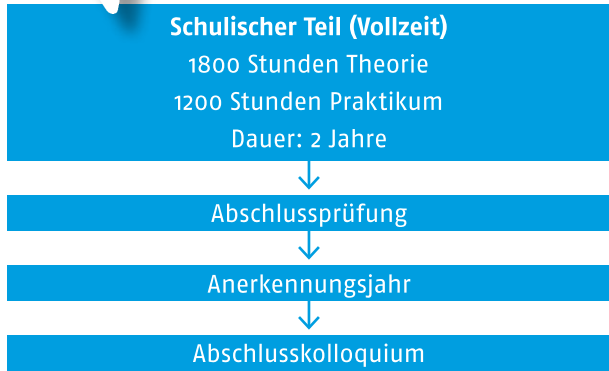 Schulischer Teil (Vollzeit)
1800 Stunden Theorie
1200 Stunden Praktikum
Dauer: 2 Jahre
Abschlussprüfung
Anerkennungsjahr
Abschlusskolloquium